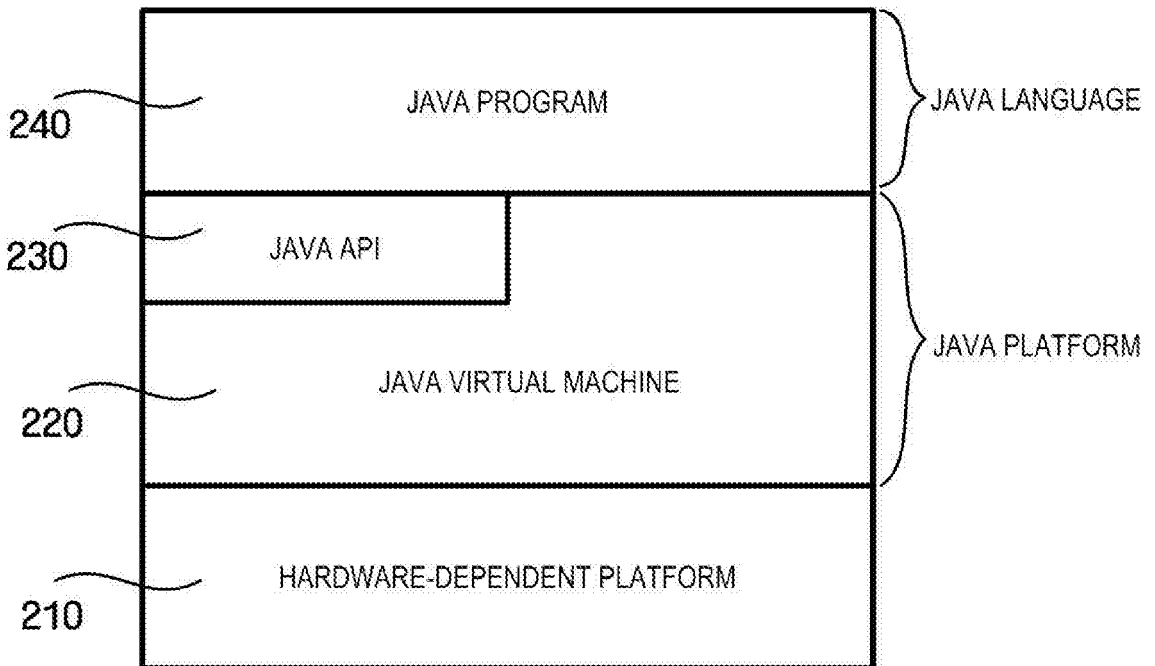 JAVA PROGRAM
JAVA LANGUAGE
240
JAVA API
230
JAVA PLATFORM
JAVA VIRTUAL MACHINE
220
HARDWARE-DEPENDENT PLATFORM
210